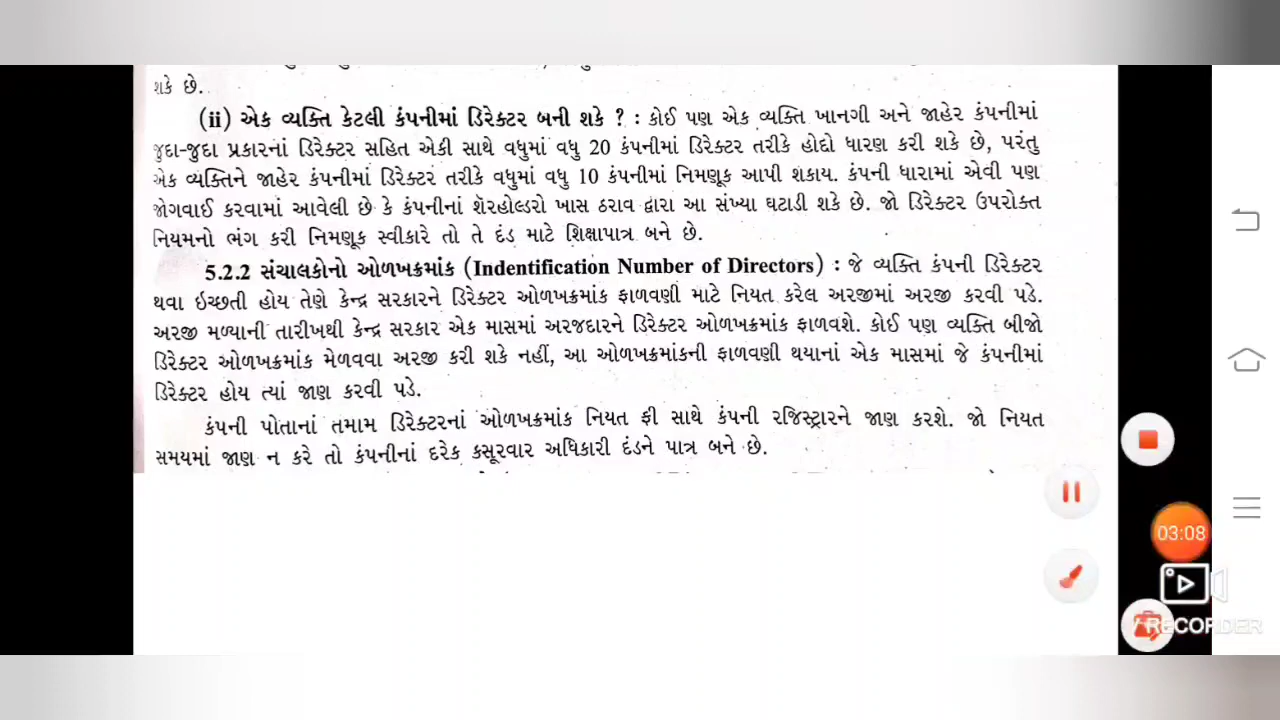 શકે છે.
(ii) એક વ્યક્તિ કેટલી કંપનીમાં ડિરેક્ટર બની શકે ? : કોઈ પણ એક વ્યક્તિ ખાનગી અને જાહેર કંપનીમાં
જુદા-જુદા પ્રકારનાં ડિરેક્ટર સહિત એકી સાથે વધુમાં વધુ 20 કંપનીમાં ડિરેક્ટર તરીકે હોદ્દો ધારણ કરી શકે છે, પરંતુ
એક વ્યક્તિને જાહેર કંપનીમાં ડિરેક્ટર તરીકે વધુમાં વધુ 10 કંપનીમાં નિમણૂક આપી શકાય. કંપની ધારામાં એવી પણ
જોગવાઈ કરવામાં આવેલી છે કે કંપનીનાં શૅરહોલ્ડરો ખાસ ઠરાવ દ્વારા આ સંખ્યા ઘટાડી શકે છે. જો ડિરેક્ટર ઉપરોક્ત
નિયમનો ભંગ કરી નિમણૂક સ્વીકારે તો તે દંડ માટે શિક્ષાપાત્ર બને છે.
5.2.2 સંચાલકોનો ઓળખક્રમાંક (Indentification Number of Directors) : જે વ્યક્તિ કંપની ડિરેક્ટર
થવા ઇચ્છતી હોય તેણે કેન્દ્ર સરકારને ડિરેક્ટર ઓળખક્રમાંક ફાળવણી માટે નિયત કરેલ અરજીમાં અરજી કરવી પડે.
અરજી મળ્યાની તારીખથી કેન્દ્ર સરકાર એક માસમાં અરજદારને ડિરેક્ટર ઓળખક્રમાંક ફાળવશે. કોઈ પણ વ્યક્તિ બીજો
ડિરેક્ટર ઓળખક્રમાંક મેળવવા અરજી કરી શકે નહીં, આ ઓળખક્રમાંકની ફાળવણી થયાનાં એક માસમાં જે કંપનીમાં
ડિરેક્ટર હોય ત્યાં જાણ કરવી પડે.
કંપની પોતાનાં તમામ ડિરેક્ટરનાં ઓળખક્રમાંક નિયત ફી સાથે કંપની રજિસ્ટ્રારને જાણ કરશે. જો નિયત
સમયમાં જાણ ન કરે તો કંપનીનાં દરેક કસૂરવાર અધિકારી દંડને પાત્ર બને છે.
03:08
RECORDER